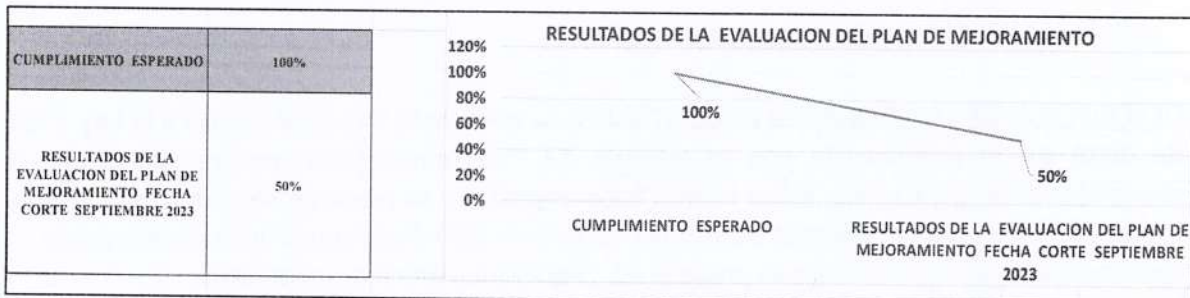 CUMPLIMIENTO ESPERADO
100%
RESULTADOS DE LA
EVALUACION DEL PLAN DE
MEJORAMIENTO FECHA
CORTE SEPTIEMBRE 2023
50%
RESULTADOS DE LA EVALUACION DEL PLAN DE MEJORAMIENTO
120%
100%
80%
60%
40%
20%
0%
100%
50%
CUMPLIMIENTO ESPERADO
RESULTADOS DE LA EVALUACION DEL PLAN DE
MEJORAMIENTO FECHA CORTE SEPTIEMBRE
2023